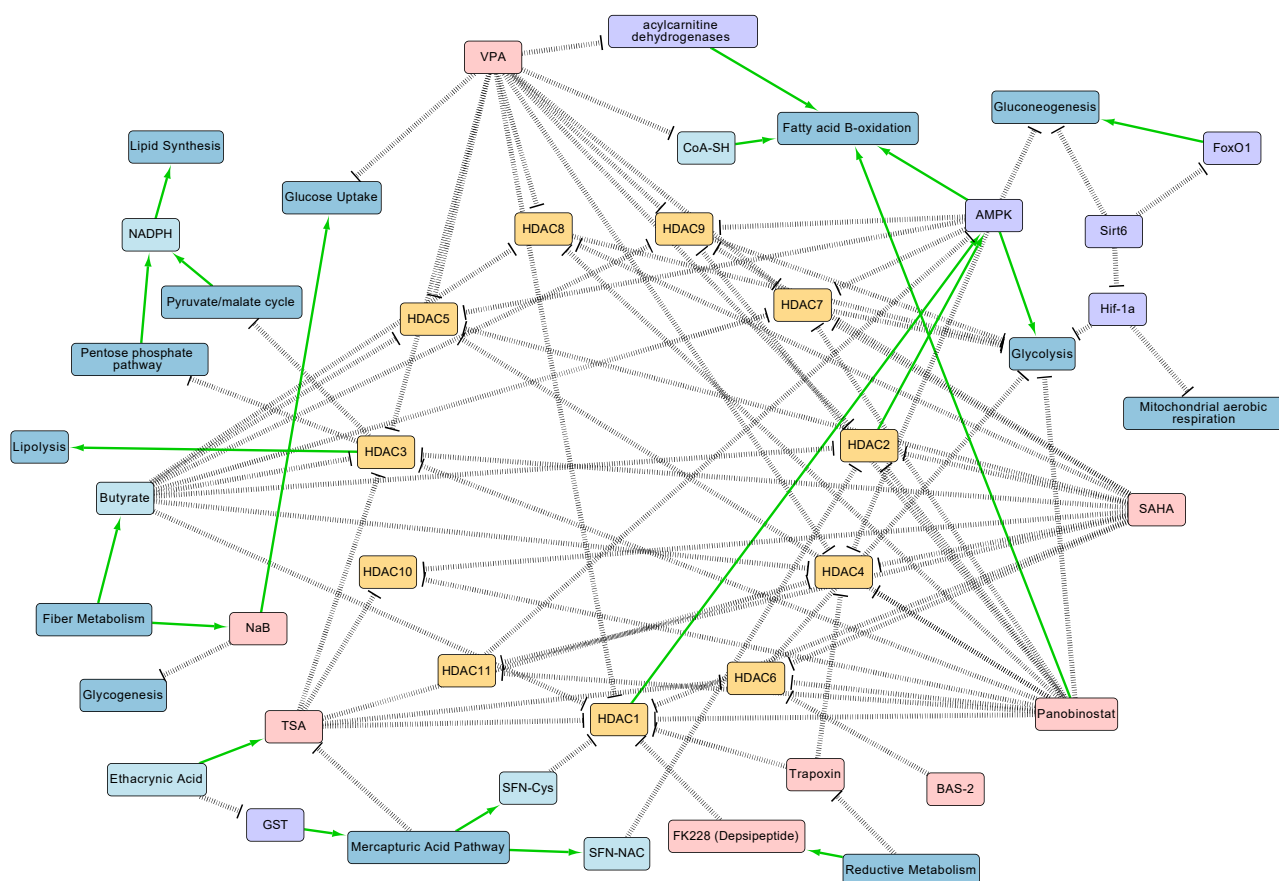 acylcarnitine
dehydrogenases
VPA
Gluconeogenesis
Fatty acid B-oxidation
Lipid Synthesis
CoA-SH
FoxO1
Glucose Uptake
NADPH
HDAC8
HDAC9
AMPK
Sirt6
Pyruvate/malate cycle
HDAC7
Hif-1a
HDAC5
Pentose phosphate
pathway
Glycolysis
Mitochondrial aerobic
respiration
Lipolysis
HDAC3
HDAC2
Butyrate
SAHA
HDAC10
HDAC4
Fiber Metabolism
NaB
HDAC11
HDAC6
Glycogenesis
TSA
HDAC1
Panobinostat
Ethacrynic Acid
SFN-Cys
Trapoxin
BAS-2
GST
Mercapturic Acid Pathway
SFN-NAC
FK228 (Depsipeptide)
Reductive Metabolism